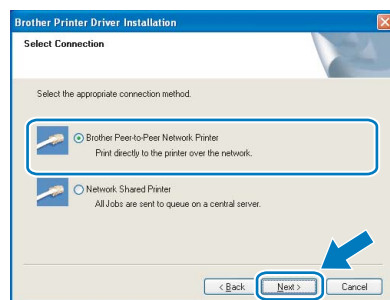 Brother Printer Driver Installation
Select Connection
Select the appropriate connection method.
Brother Peer-to-Peer Network Printer
Print directly to the printer over the network.
Network Shared Printer
All Jobs are sent to queue on a central server.
< Back Next > Cancel